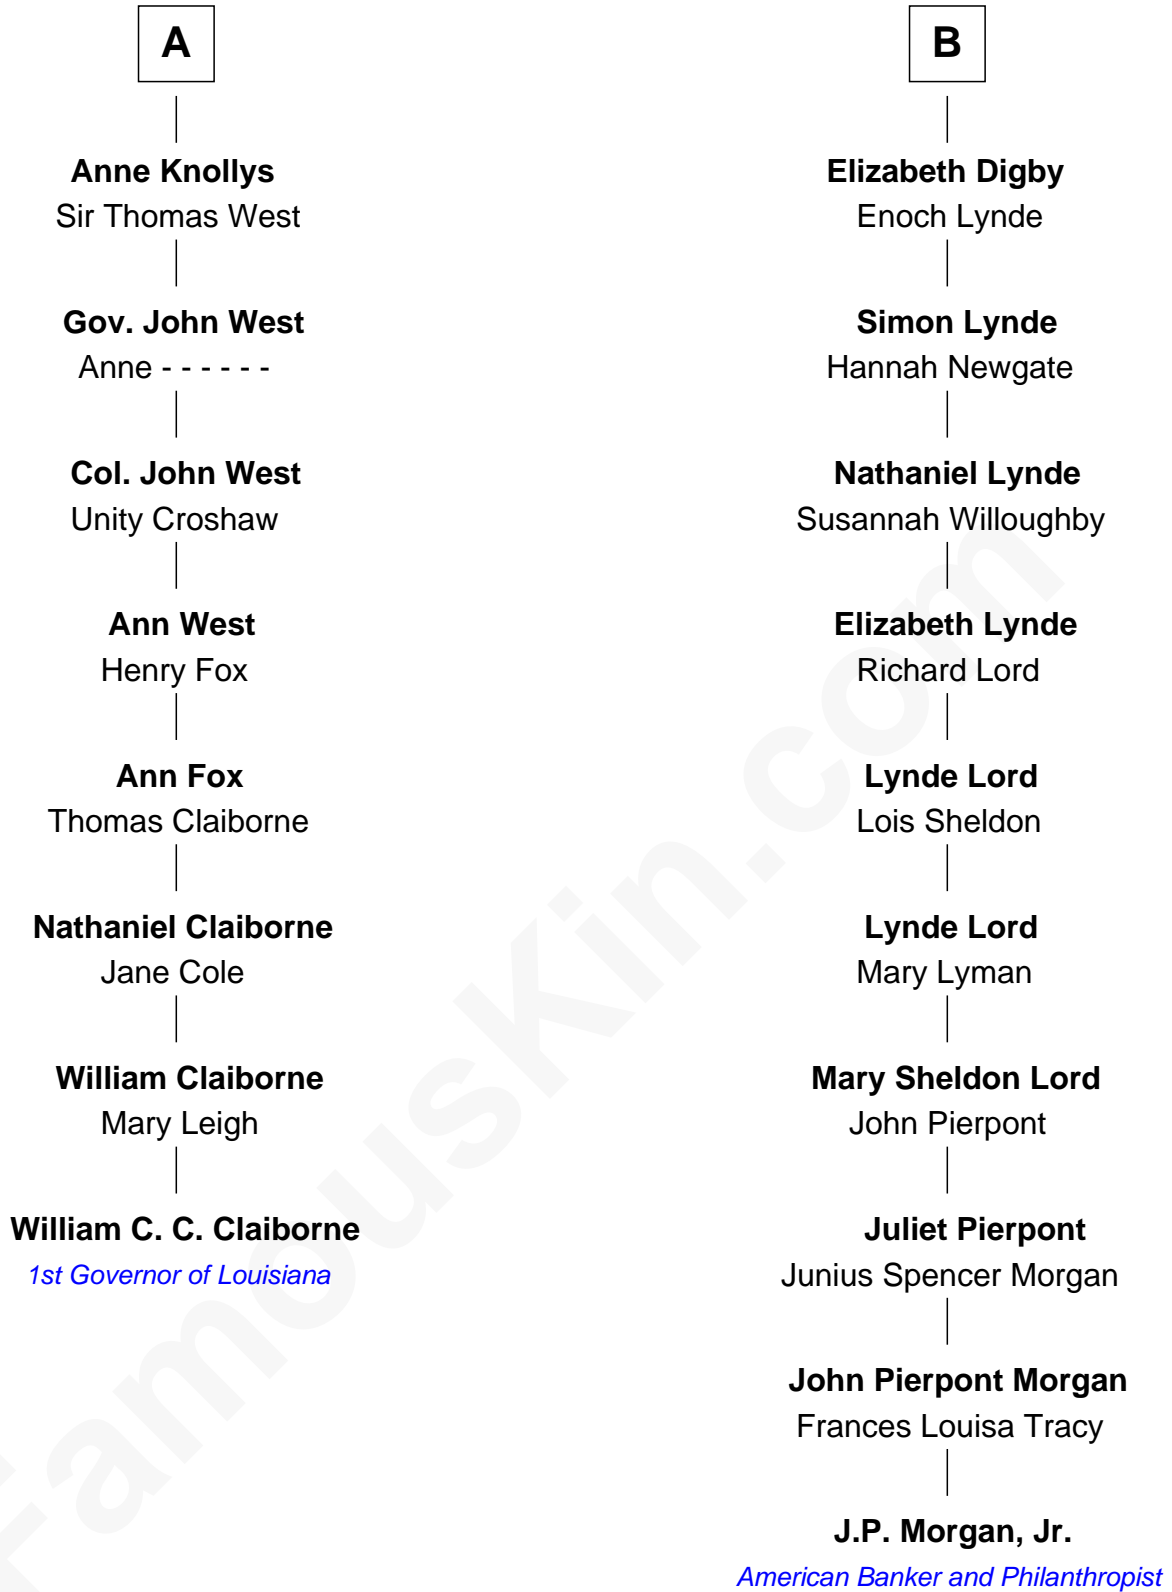 A
Anne Knollys
Sir Thomas West
Gov. John West
Anne - - - - - -
Col. John West
Unity Croshaw
Ann West
Henry Fox
Ann Fox
Thomas Claiborne
Nathaniel Claiborne
Jane Cole
William Claiborne
Mary Leigh
William C. C. Claiborne
1st Governor of Louisiana
B
Elizabeth Digby
Enoch Lynde
Simon Lynde
Hannah Newgate
Nathaniel Lynde
Susannah Willoughby
Elizabeth Lynde
Richard Lord
Lynde Lord
Lois Sheldon
Lynde Lord
Mary Lyman
Mary Sheldon Lord
John Pierpont
Juliet Pierpont
Junius Spencer Morgan
John Pierpont Morgan
Frances Louisa Tracy
J.P. Morgan, Jr.
American Banker and Philanthropist
FamousKin.com